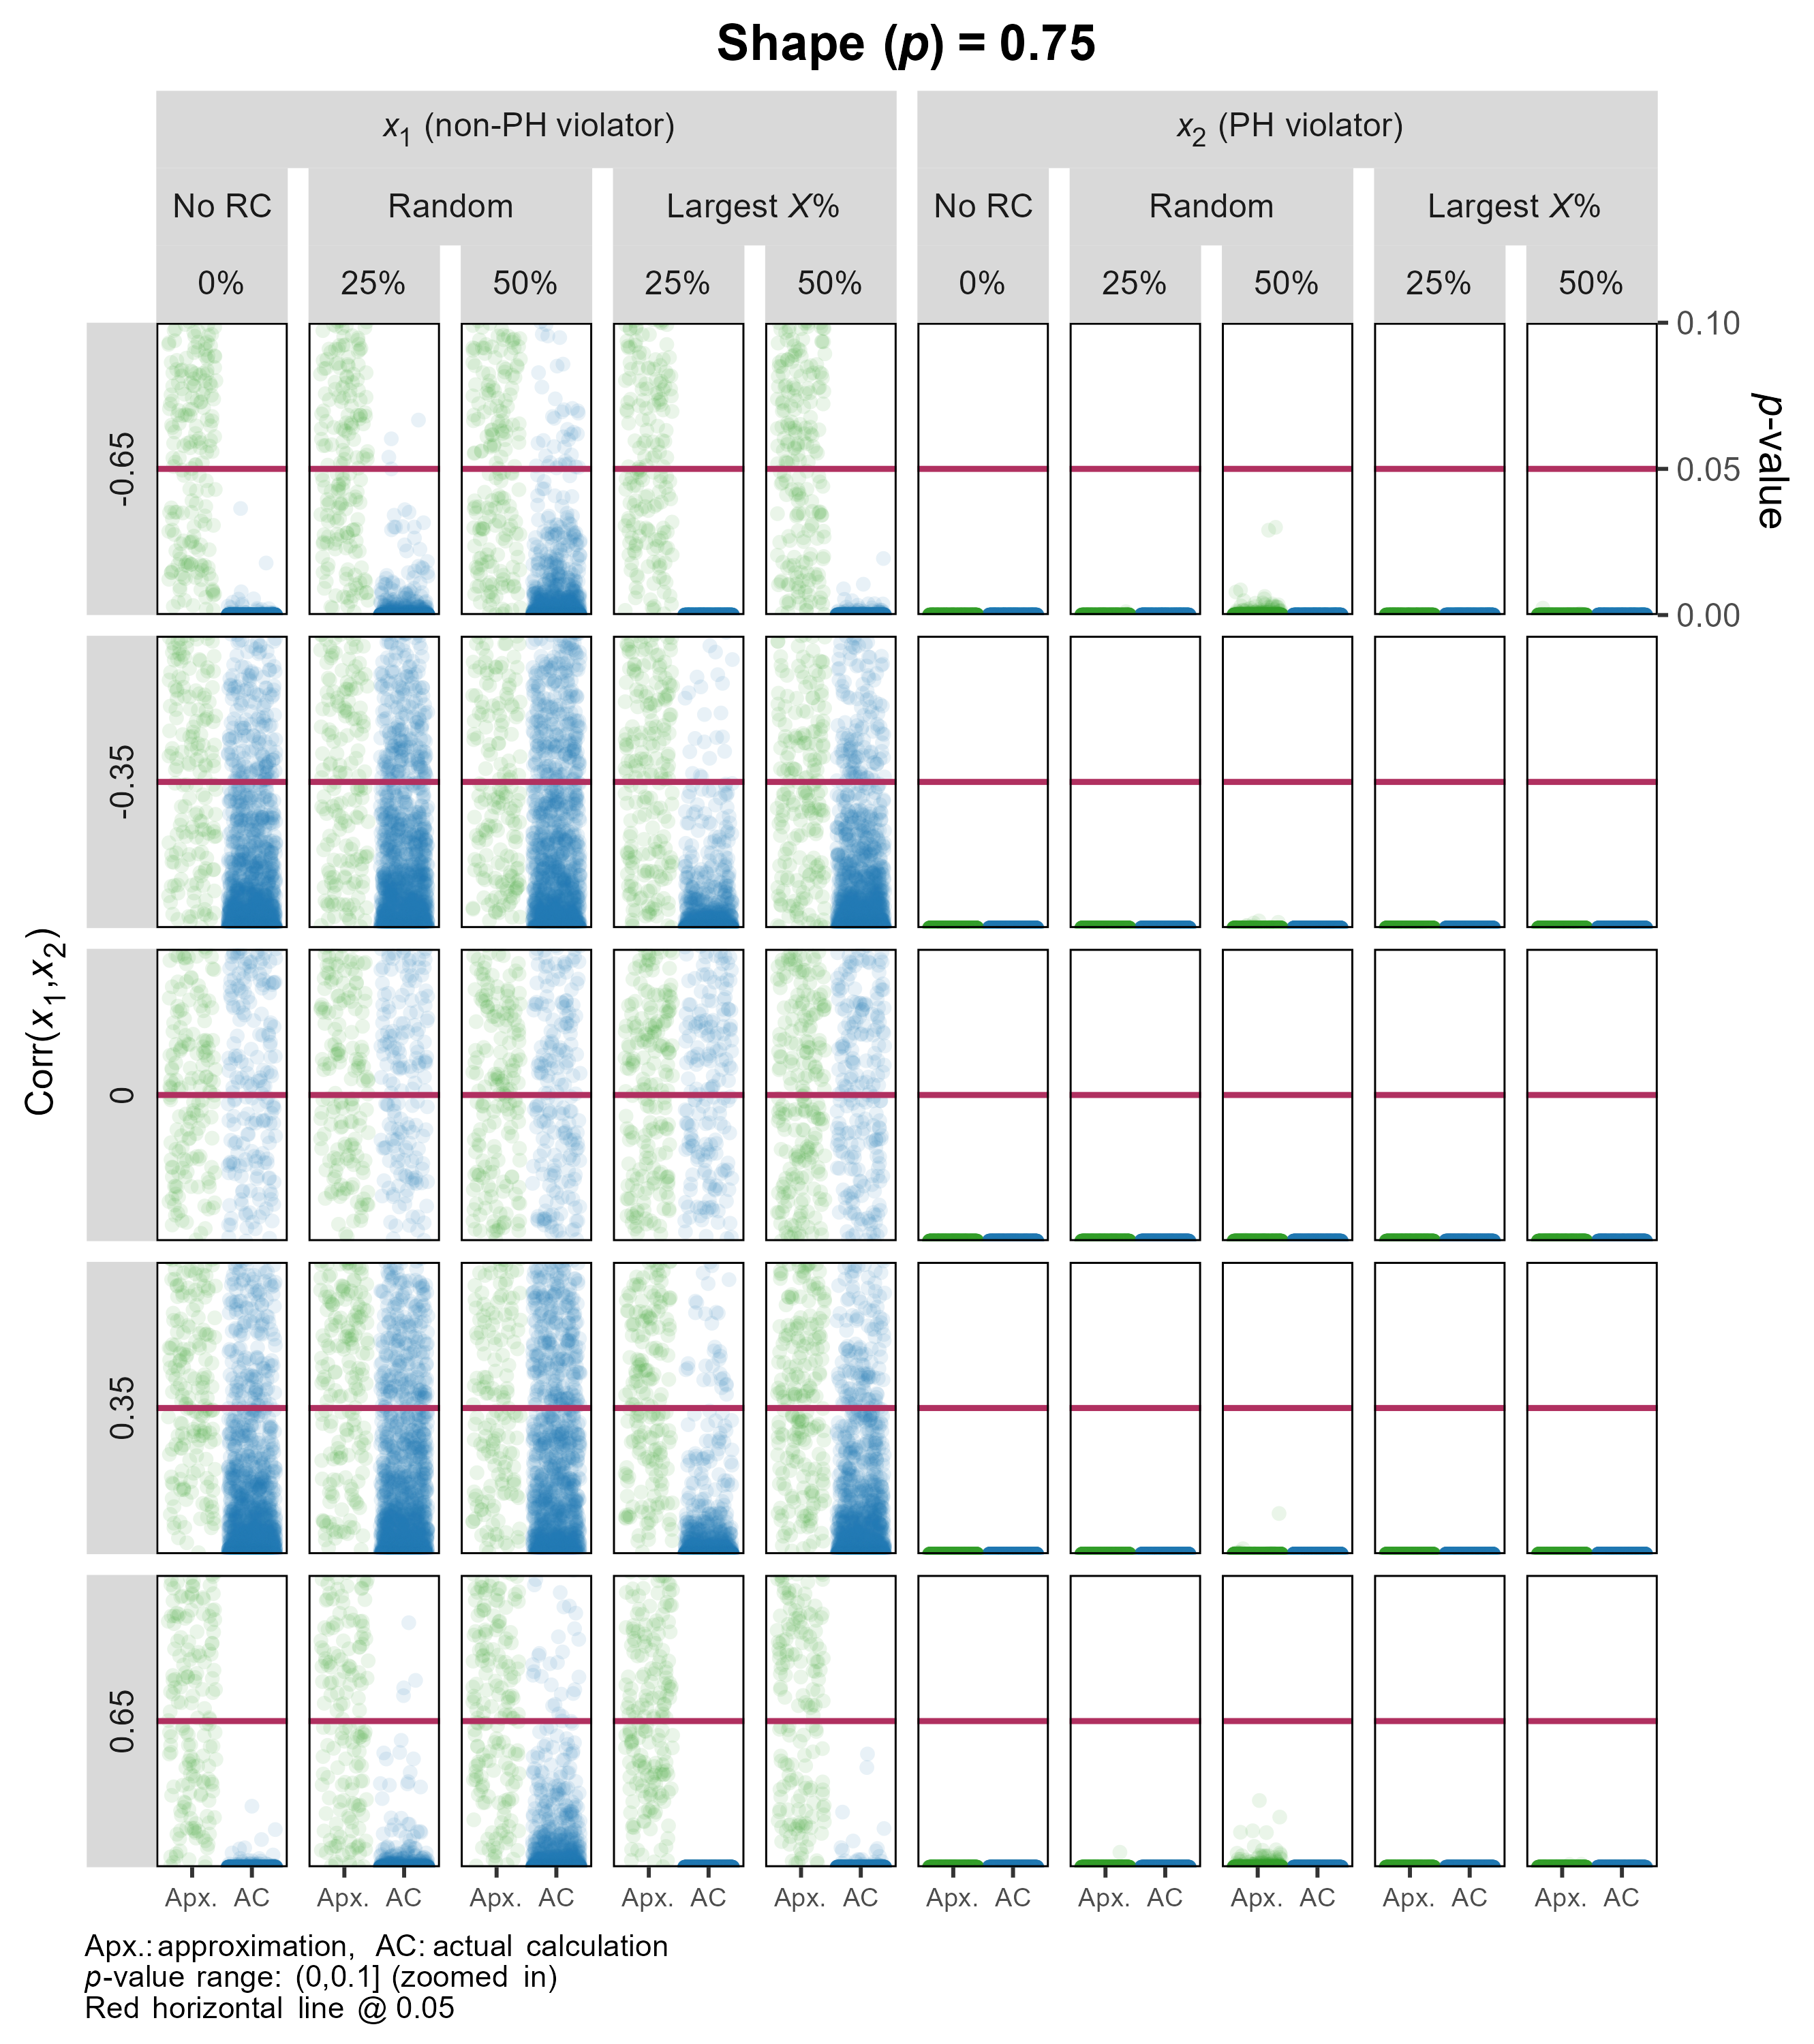 Shape (p) = 0.75
x1 (non-PH violator) x2 (PH violator)
No RC Random Largest X% No RC Random Largest X%
0% 25% 50% 25% 50% 0% 25% 50% 25% 50%
0.10
0.05
0.00
p-value
-0.65
-0.35
0
0.35
0.65
Corr(x1,x2)
Apx. AC Apx. AC Apx. AC Apx. AC Apx. AC Apx. AC Apx. AC Apx. AC Apx. AC Apx. AC
Apx.: approximation, AC: actual calculation
p-value range: (0,0.1] (zoomed in)
Red horizontal line @ 0.05